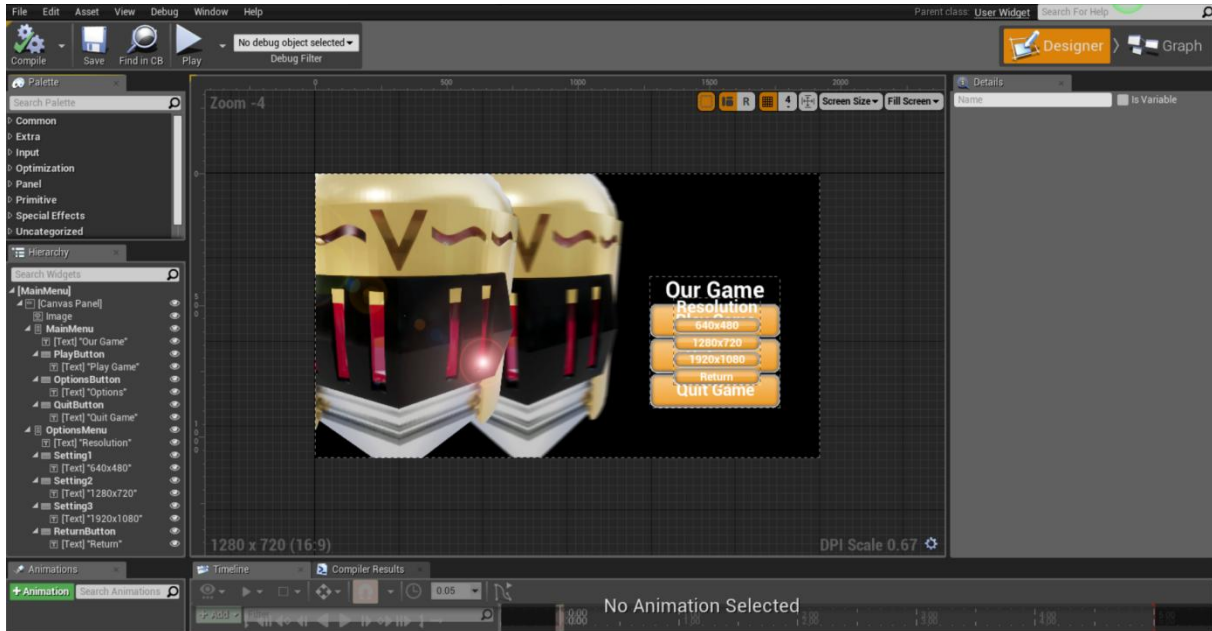 File Edit Asset View Debug Window Help
Parent class: User Widget Search For Help
Compile Save Find in CB Play
No debug object selected
Debug Filter
Designer Graph
Palette
Search Palette
Common
Extra
Input
Optimization
Panel
Primitive
Special Effects
Uncategorized
Hierarchy
Search Widgets
[MainMenu]
[Canvas Panel]
Image
MainMenu
[Text] "Our Game"
PlayButton
[Text] "Play Game"
OptionsButton
[Text] "Options"
QuitButton
[Text] "Quit Game"
OptionsMenu
[Text] "Resolution"
Setting1
[Text] "640x480"
Setting2
[Text] "1280x720"
Setting3
[Text] "1920x1080"
ReturnButton
[Text] "Return"
Animations
+Animation Search Animations
0 500 1000 1500 2000
Zoom -4
R 4 Screen Size Fill Screen
V V
Our Game
Resolution
640x480
1280x720
1920x1080
Return
Quit Game
1280 x 720 (16:9)
DPI Scale 0.67
Details
Name Is Variable
Timeline Compiler Results
0.05
+Add
No Animation Selected